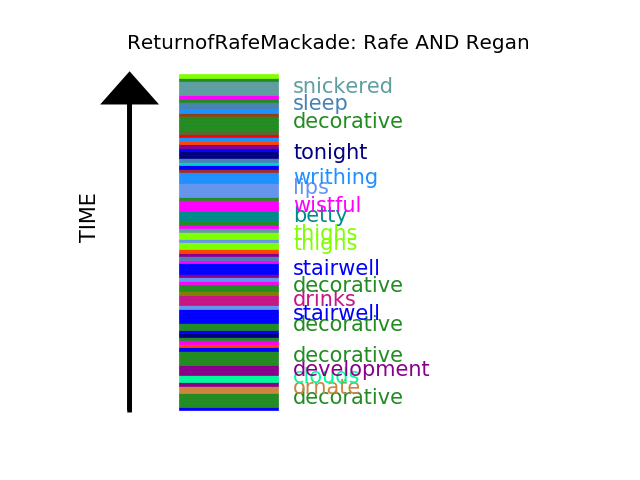 ReturnofRafeMackade: Rafe AND Regan
snickered
sleep
decorative
tonight
writhing
lips
wistful
betty
thighs
thighs
stairwell
decorative
drinks
stairwell
decorative
decorative
development
clouds
ornate
decorative
TIME